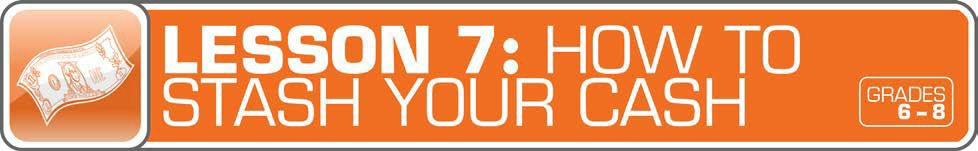 LESSON 7: HOW TO
STASH YOUR CASH
GRADES
6 – 8